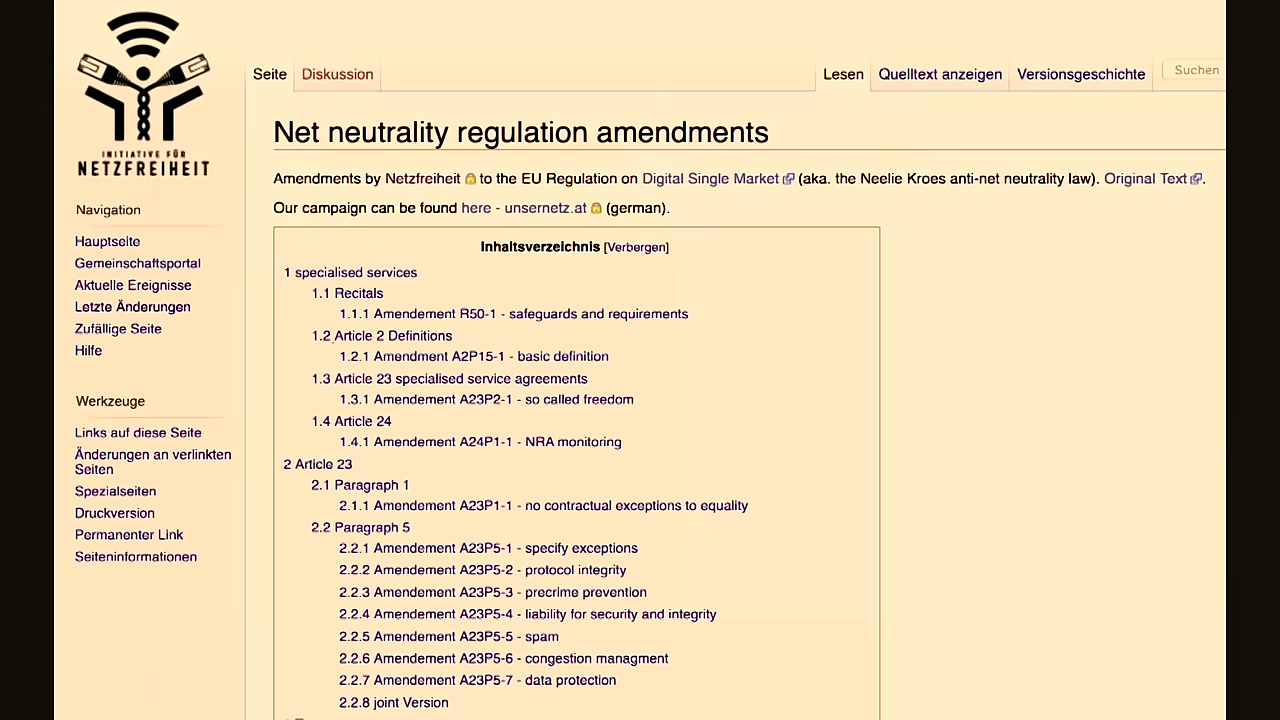 INITIATIVE FÜR
NETZFREIHEIT
Seite
Diskussion
Lesen
Quelltext anzeigen
Versionsgeschichte
Suchen
Net neutrality regulation amendments
Amendments by Netzfreiheit to the EU Regulation on Digital Single Market (aka. the Neelie Kroes anti-net neutrality law). Original Text.
Our campaign can be found here - unsernetz.at (german).
Navigation
Hauptseite
Gemeinschaftsportal
Aktuelle Ereignisse
Letzte Änderungen
Zufällige Seite
Hilfe
Werkzeuge
Links auf diese Seite
Änderungen an verlinkten
Seiten
Spezialseiten
Druckversion
Permanenter Link
Seiteninformationen
Inhaltsverzeichnis [Verbergen]
1 specialised services
1.1 Recitals
1.1.1 Amendement R50-1 - safeguards and requirements
1.2 Article 2 Definitions
1.2.1 Amendment A2P15-1 - basic definition
1.3 Article 23 specialised service agreements
1.3.1 Amendement A23P2-1 - so called freedom
1.4 Article 24
1.4.1 Amendement A24P1-1 - NRA monitoring
2 Article 23
2.1 Paragraph 1
2.1.1 Amendement A23P1-1 - no contractual exceptions to equality
2.2 Paragraph 5
2.2.1 Amendement A23P5-1 - specify exceptions
2.2.2 Amendement A23P5-2 - protocol integrity
2.2.3 Amendement A23P5-3 - precrime prevention
2.2.4 Amendement A23P5-4 - liability for security and integrity
2.2.5 Amendement A23P5-5 - spam
2.2.6 Amendement A23P5-6 - congestion managment
2.2.7 Amendement A23P5-7 - data protection
2.2.8 joint Version